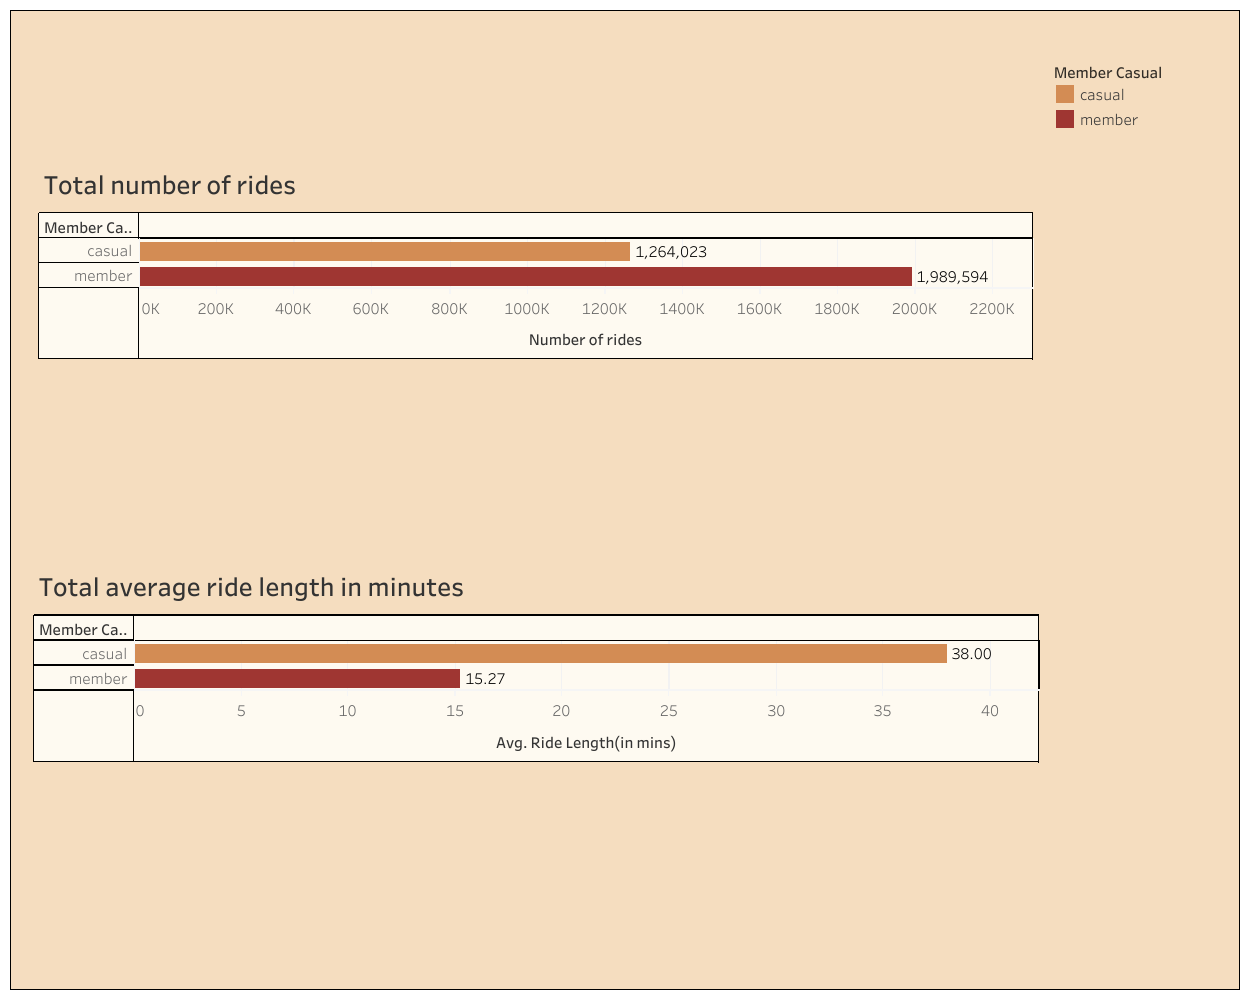 Member Casual
casual
member
Total number of rides
Member Ca..
casual 1,264,023
member 1,989,594
0K 200K 400K 600K 800K 1000K 1200K 1400K 1600K 1800K 2000K 2200K
Number of rides
Total average ride length in minutes
Member Ca..
casual 38.00
member 15.27
0 5 10 15 20 25 30 35 40
Avg. Ride Length(in mins)